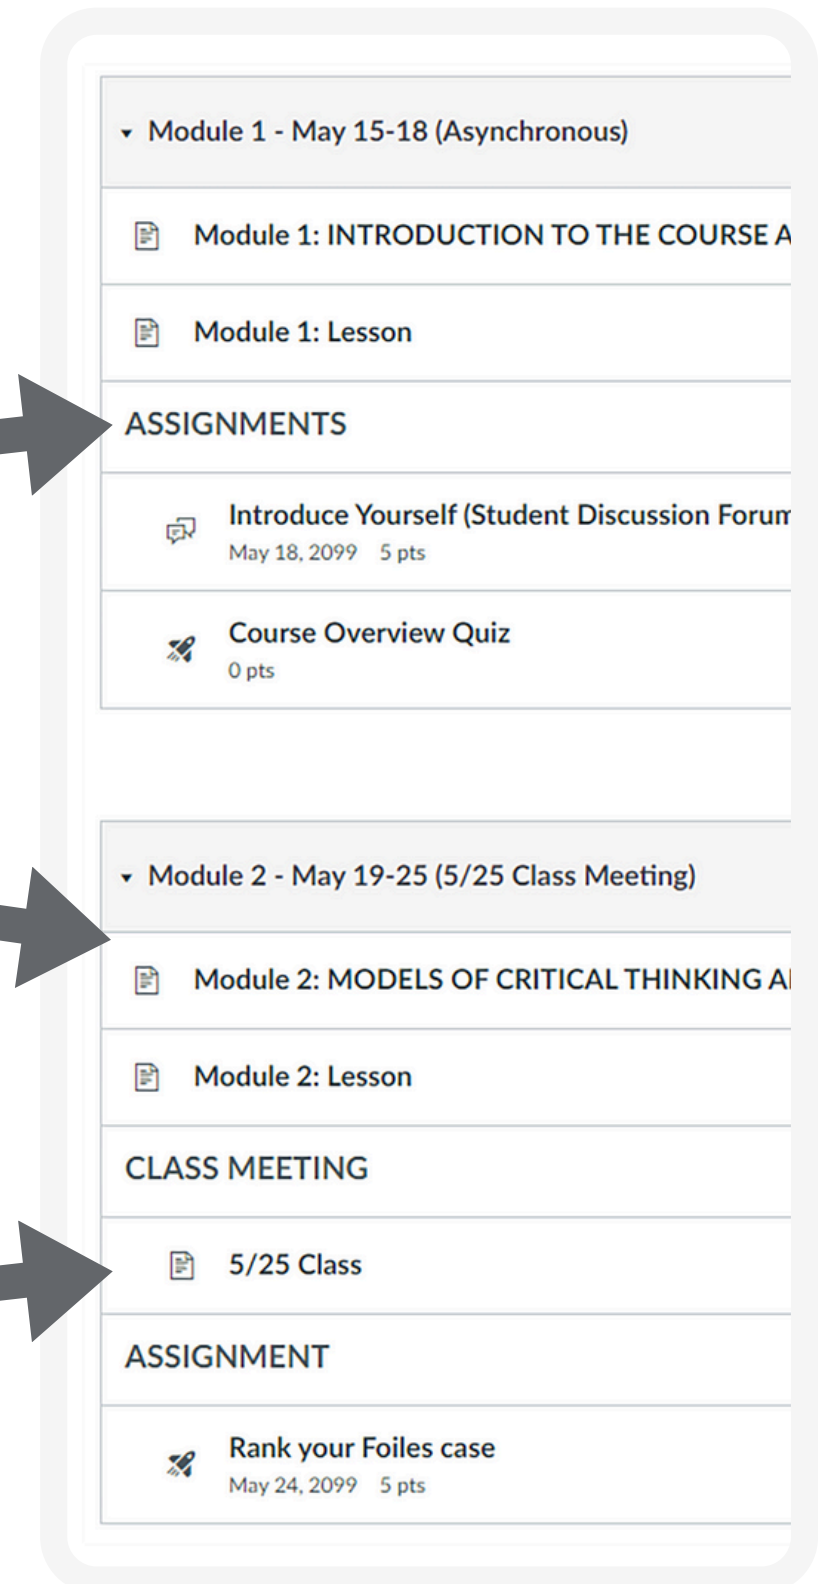 Module 1 - May 15-18 (Asynchronous)
Module 1: INTRODUCTION TO THE COURSE A
Module 1: Lesson
ASSIGNMENTS
Introduce Yourself (Student Discussion Forum
May 18, 2099 5 pts
Course Overview Quiz
0 pts
Module 2 - May 19-25 (5/25 Class Meeting)
Module 2: MODELS OF CRITICAL THINKING
Module 2: Lesson
CLASS MEETING
5/25 Class
ASSIGNMENT
Rank your Foiles case
May 24, 2099 5 pts